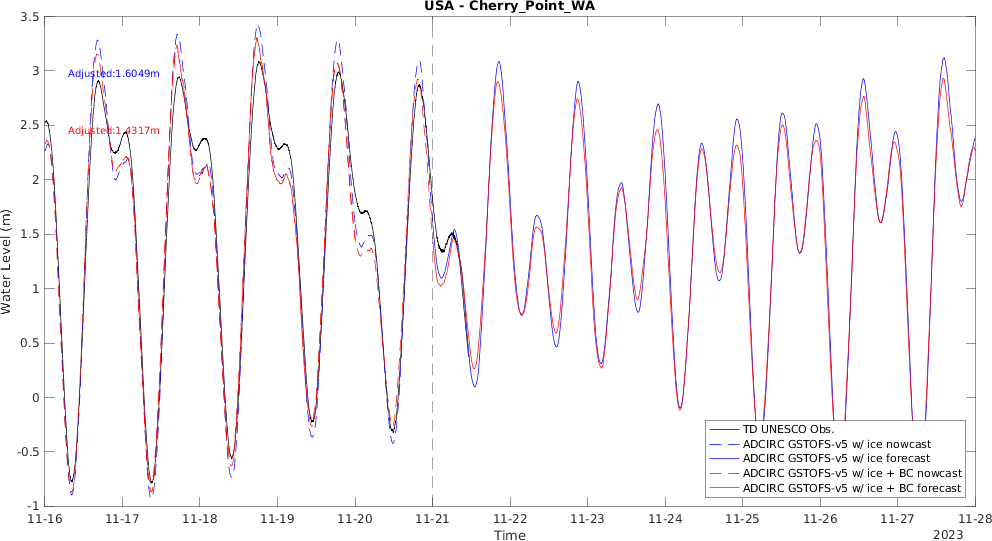 USA - Cherry_Point_WA
3.5
3
2.5
2
1.5
1
0.5
0
-0.5
-1
Water Level (m)
Adjusted:1.6049m
Adjusted:1.4317m
TD UNESCO Obs.
ADCIRC GSTOFS-v5 w/ ice nowcast
ADCIRC GSTOFS-v5 w/ ice forecast
ADCIRC GSTOFS-v5 w/ ice + BC nowcast
ADCIRC GSTOFS-v5 w/ ice + BC forecast
11-16 11-17 11-18 11-19 11-20 11-21 11-22 11-23 11-24 11-25 11-26 11-27 11-28
Time
2023